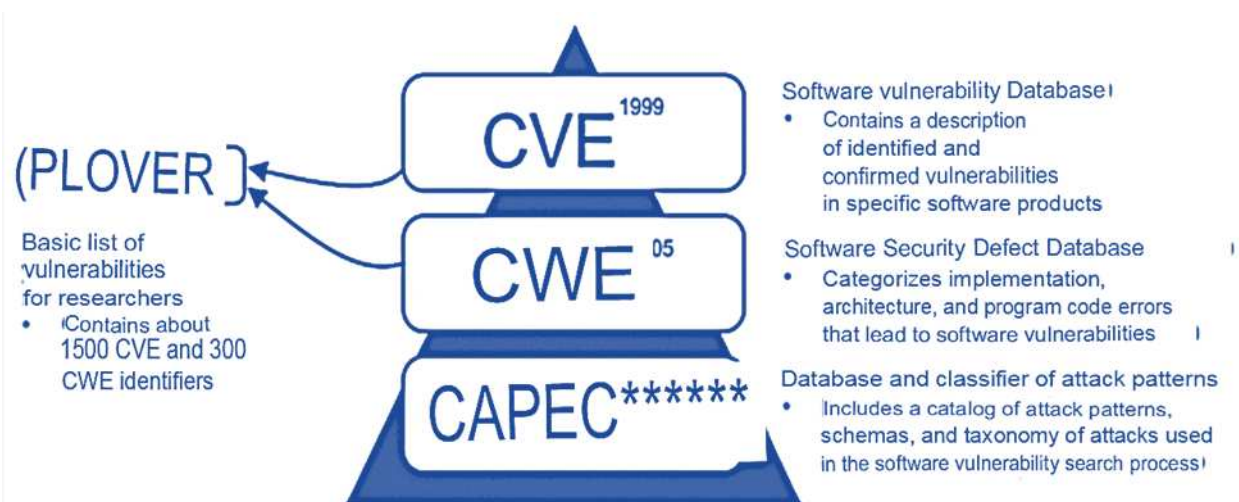 CVE 1999
Software vulnerability Database
• Contains a description
of identified and
confirmed vulnerabilities
in specific software products
(PLOVER ]
Basic list of
vulnerabilities
for researchers
• Contains about
1500 CVE and 300
CWE identifiers
CWE 05
Software Security Defect Database
• Categorizes implementation,
architecture, and program code errors
that lead to software vulnerabilities
CAPEC******
Database and classifier of attack patterns
• Includes a catalog of attack patterns,
schemas, and taxonomy of attacks used
in the software vulnerability search process